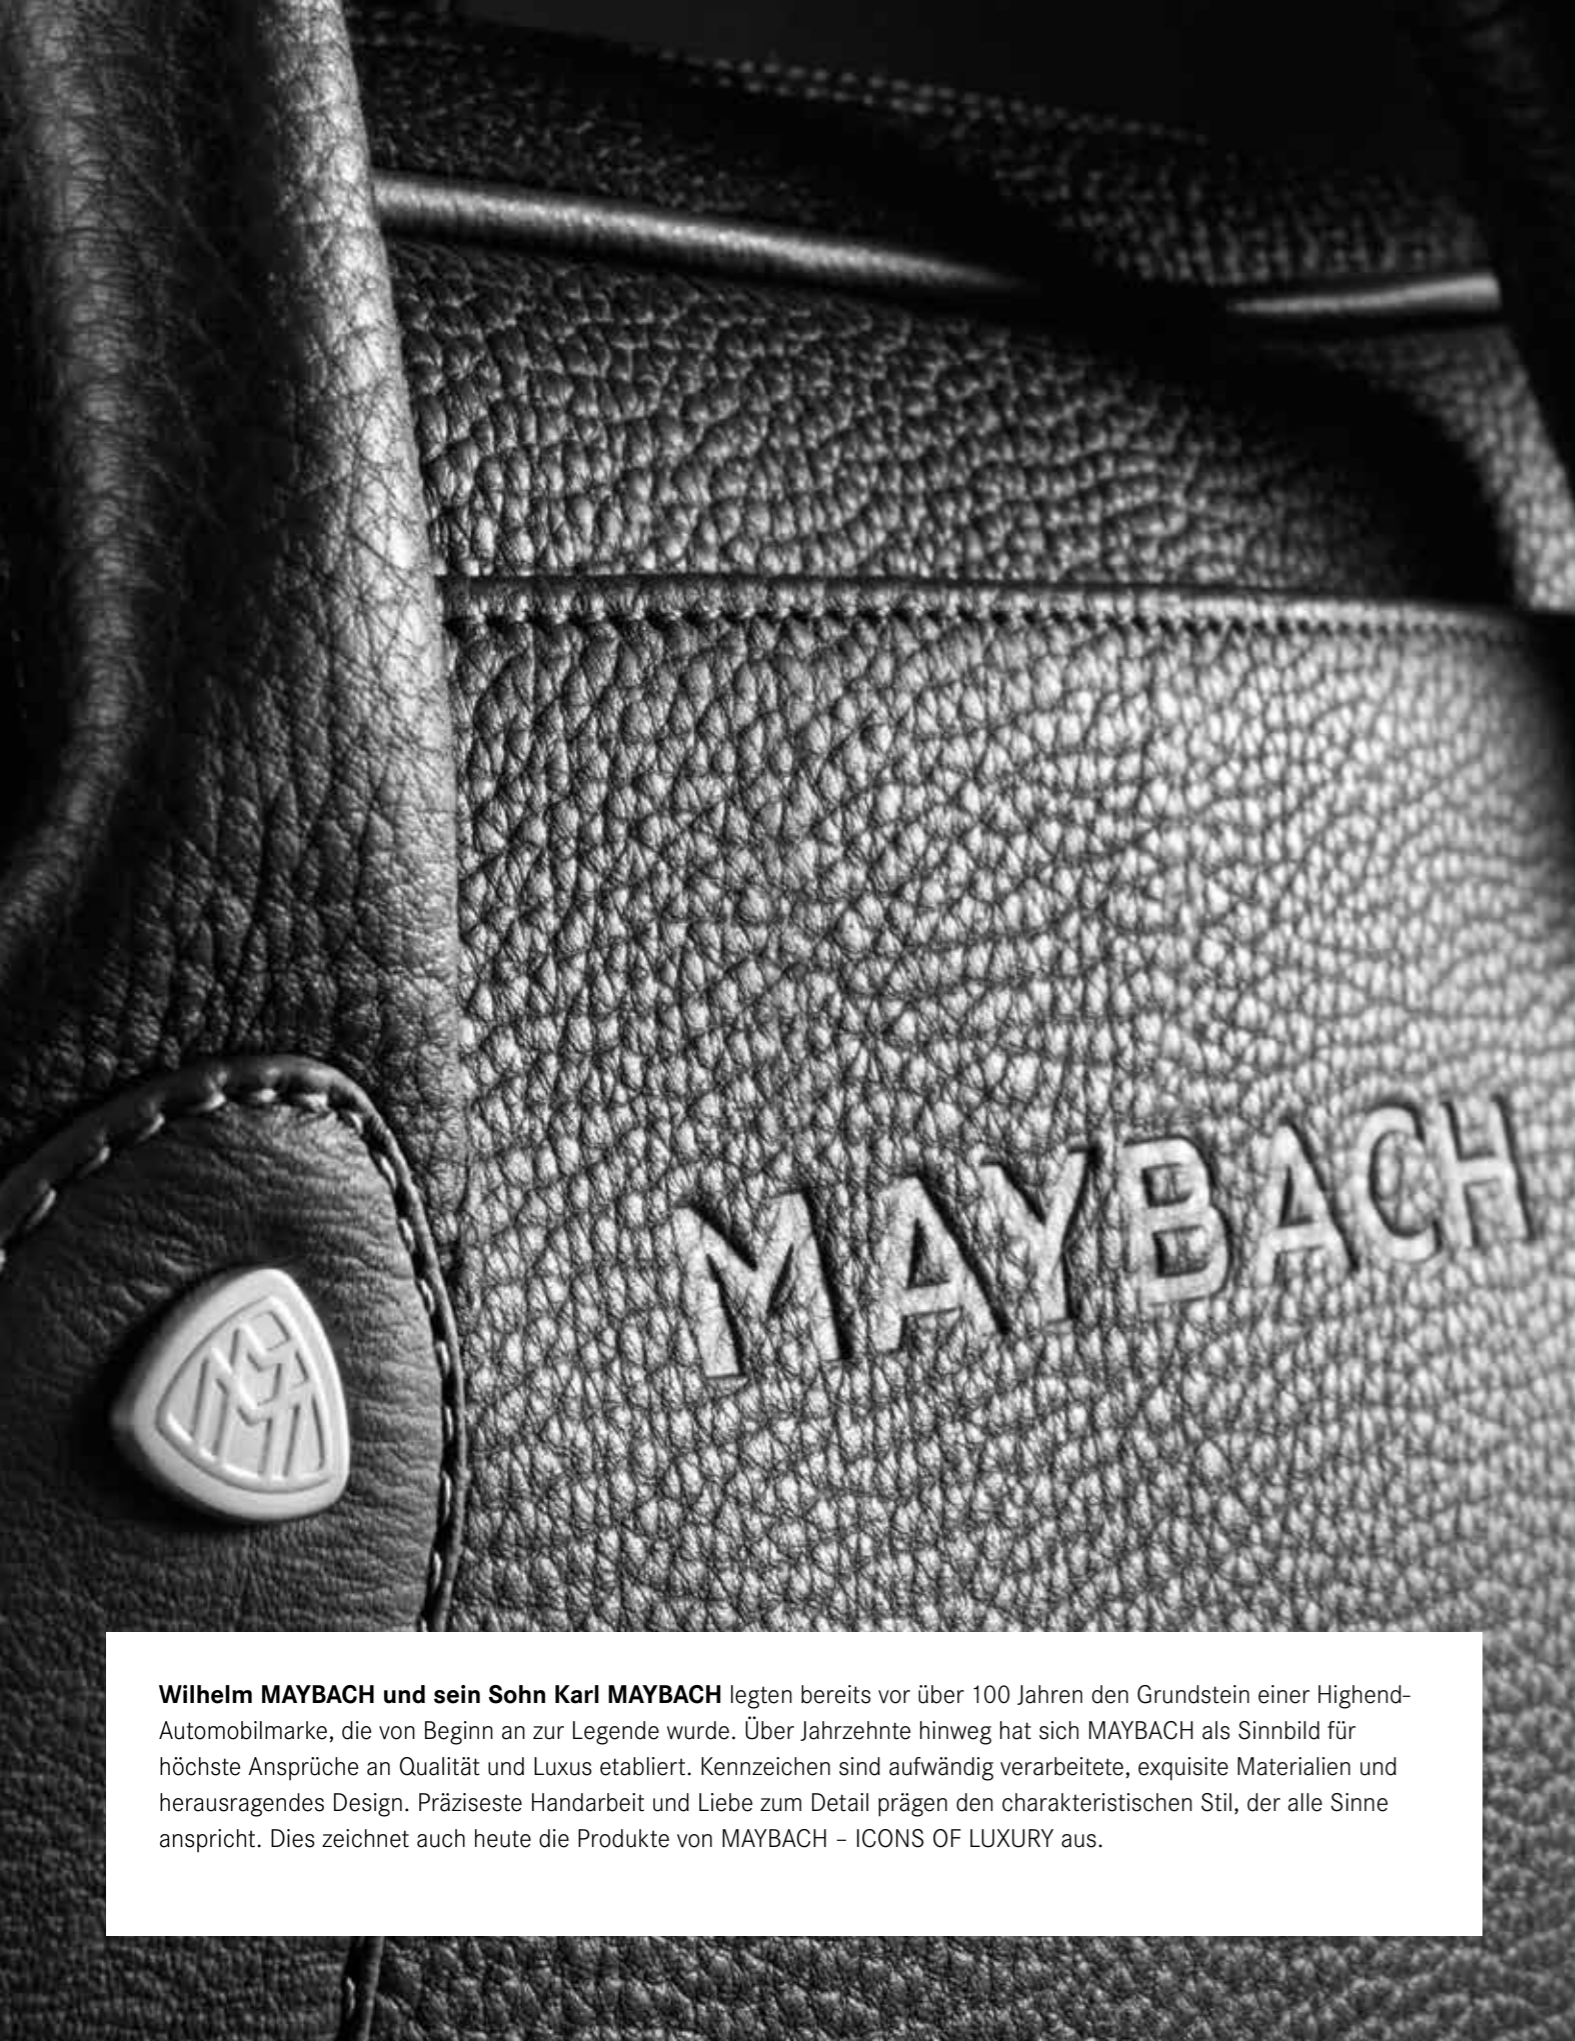 MAYBACH
Wilhelm MAYBACH und sein Sohn Karl MAYBACH legten bereits vor über 100 Jahren den Grundstein einer Highend-
Automobilmarke, die von Beginn an zur Legende wurde. Über Jahrzehnte hinweg hat sich MAYBACH als Sinnbild für
höchste Ansprüche an Qualität und Luxus etabliert. Kennzeichen sind aufwändig verarbeitete, exquisite Materialien und
herausragendes Design. Präziseste Handarbeit und Liebe zum Detail prägen den charakteristischen Stil, der alle Sinne
anspricht. Dies zeichnet auch heute die Produkte von MAYBACH – ICONS OF LUXURY aus.